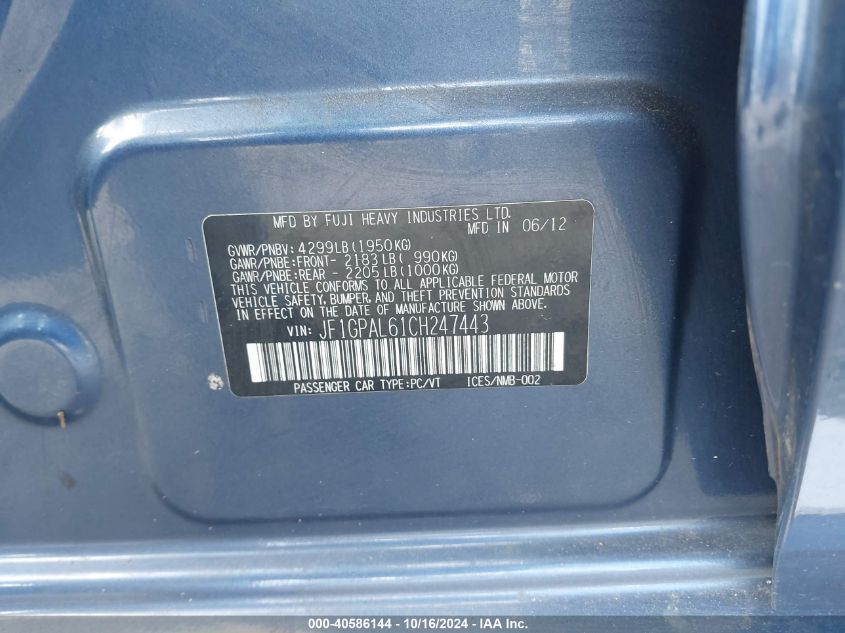 MFD BY FUJI HEAVY INDUSTRIES LTD.
MFD IN 06/12
GVWR/PNBV: 4299LB(1950KG)
GAWR/PNBE:FRONT- 2183LB( 990KG)
GAWR/PNBE:REAR - 2205LB(1000KG)
THIS VEHICLE CONFORMS TO ALL APPLICABLE FEDERAL MOTOR
VEHICLE SAFETY, BUMPER, AND THEFT PREVENTION STANDARDS
IN EFFECT ON THE DATE OF MANUFACTURE SHOWN ABOVE.
VIN: JF1GPAL61CH247443
PASSENGER CAR TYPE:PC/VT ICES/NMB-002
000-40586144 - 10/16/2024 - IAA Inc.